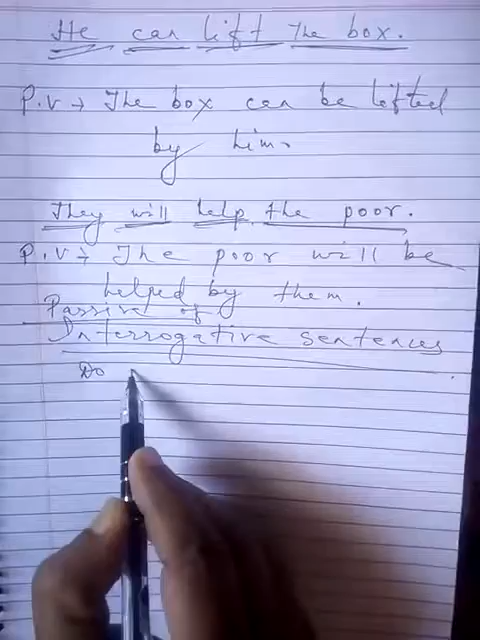 He can lift The box.
P.V → The box can be lifted
by him.
They will help the poor.
P.V → The poor will be
helped by them.
Passive of
Interrogative sentences
Do